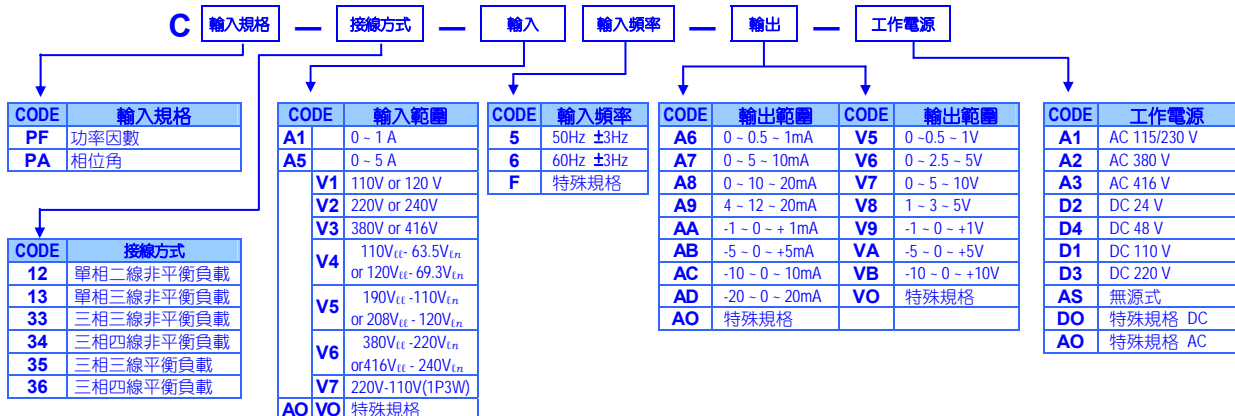 C 輸入規格 — 接線方式 — 輸入 輸入頻率 — 輸出 — 工作電源
CODE 輸入規格
PF 功率因數
PA 相位角
CODE 接線方式
12 單相二線非平衡負載
13 單相三線非平衡負載
33 三相三線非平衡負載
34 三相四線非平衡負載
35 三相三線平衡負載
36 三相四線平衡負載
CODE 輸入範圍
A1 0 ~ 1 A
A5 0 ~ 5 A
V1 110V or 120 V
V2 220V or 240V
V3 380V or 416V
V4 110Vℓℓ- 63.5Vℓn
or 120Vℓℓ- 69.3Vℓn
V5 190Vℓℓ -110Vℓn
or 208Vℓℓ - 120Vℓn
V6 380Vℓℓ -220Vℓn
or416Vℓℓ - 240Vℓn
V7 220V-110V(1P3W)
AO VO 特殊規格
CODE 輸入頻率
5 50Hz ±3Hz
6 60Hz ±3Hz
F 特殊規格
CODE 輸出範圍 CODE 輸出範圍
A6 0 ~ 0.5 ~ 1mA V5 0 ~0.5 ~ 1V
A7 0 ~ 5 ~ 10mA V6 0 ~ 2.5 ~ 5V
A8 0 ~ 10 ~ 20mA V7 0 ~ 5 ~ 10V
A9 4 ~ 12 ~ 20mA V8 1 ~ 3 ~ 5V
AA -1 ~ 0 ~ + 1mA V9 -1 ~ 0 ~ +1V
AB -5 ~ 0 ~ +5mA VA -5 ~ 0 ~ +5V
AC -10 ~ 0 ~ 10mA VB -10 ~ 0 ~ +10V
AD -20 ~ 0 ~ 20mA VO 特殊規格
AO 特殊規格
CODE 工作電源
A1 AC 115/230 V
A2 AC 380 V
A3 AC 416 V
D2 DC 24 V
D4 DC 48 V
D1 DC 110 V
D3 DC 220 V
AS 無源式
DO 特殊規格 DC
AO 特殊規格 AC